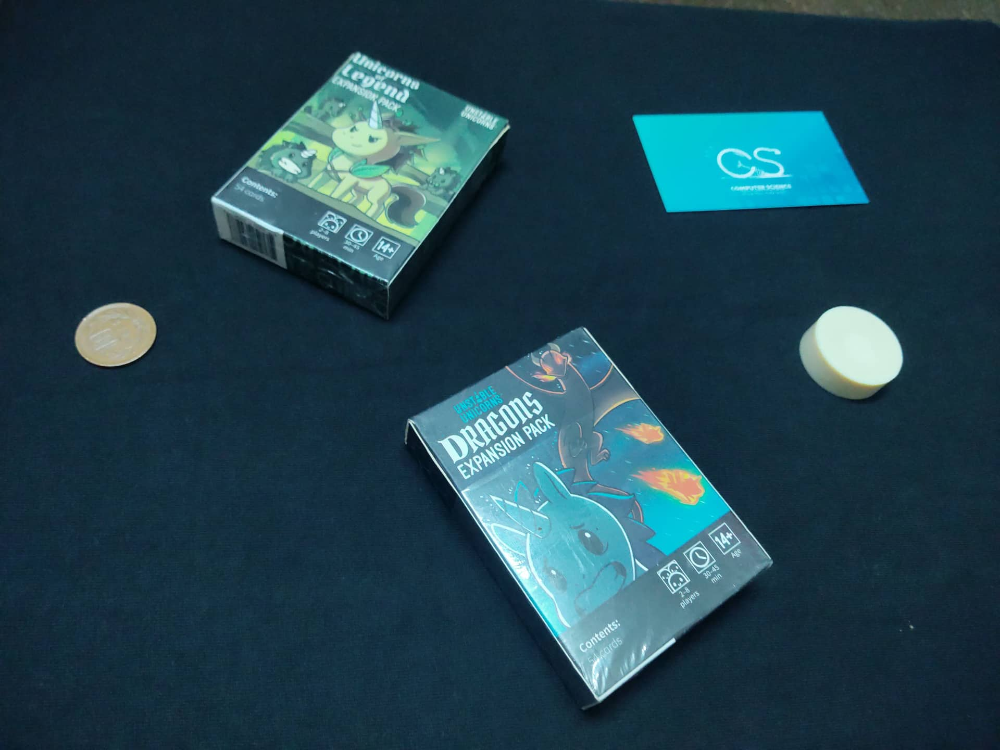 Unicorns
of
Legend
EXPANSION PACK
UNSTABLE
UNICORNS
Contents:
54 cards
2-8
players
30-45
min
14+
Age
CS
COMPUTER SCIENCE
UNSTABLE
UNICORNS
DRAGONS
EXPANSION PACK
14+
Age
30-45
min
2-8
players
Contents:
54 cards